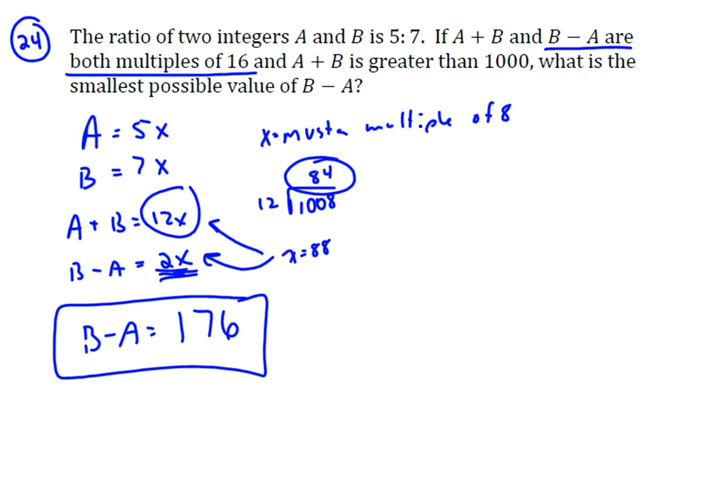 24 The ratio of two integers A and B is 5: 7. If A + B and B − A are
both multiples of 16 and A + B is greater than 1000, what is the
smallest possible value of B − A?
A = 5x
x = must a multiple of 8
B = 7x
84
12 1008
A + B = 12x
B - A = 2x
x = 88
B-A = 176